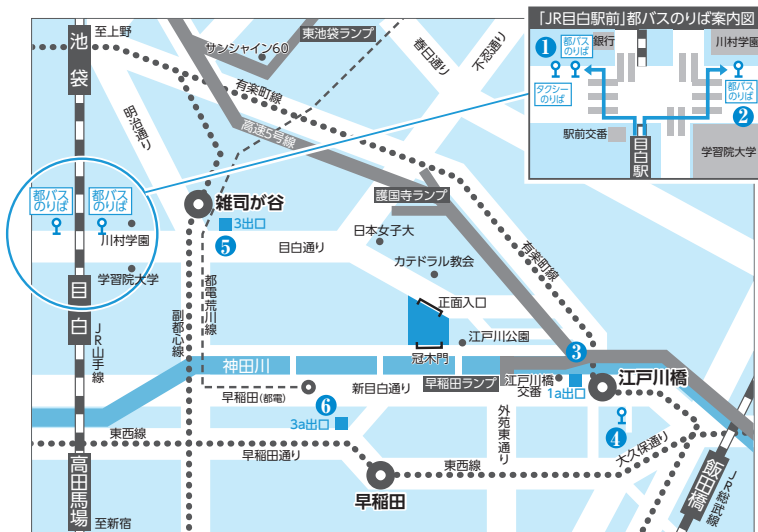 「JR目白駅前」都バスのりば案内図
1
都バス
のりば
銀行
川村学園
タクシー
のりば
都バス
のりば
2
駅前交番
目白駅
学習院大学
池袋
至上野
サンシャイン60
東池袋ランプ
春日通り
不忍通り
有楽町線
明治通り
高速5号線
雑司が谷
護国寺ランプ
都バス
のりば
都バス
のりば
3出口
5
川村学園
目白通り
日本女子大
カテドラル教会
有楽町線
学習院大学
目白
都電荒川線
副都心線
JR山手線
正面入口
江戸川公園
冠木門
神田川
3
早稲田(都電)
新目白通り
早稲田ランプ
江戸川橋
交番
1a出口
江戸川橋
6
3a出口
外苑東通り
4
大久保通り
東西線
早稲田通り
東西線
高田馬場
早稲田
飯田橋
JR総武線
至新宿